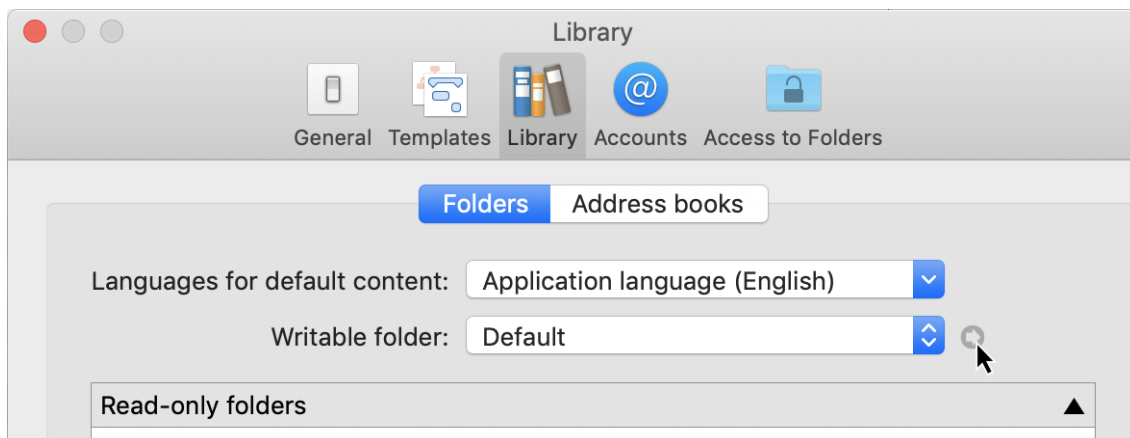 Library
General Templates Library Accounts Access to Folders
Folders Address books
Languages for default content: Application language (English)
Writable folder: Default
Read-only folders